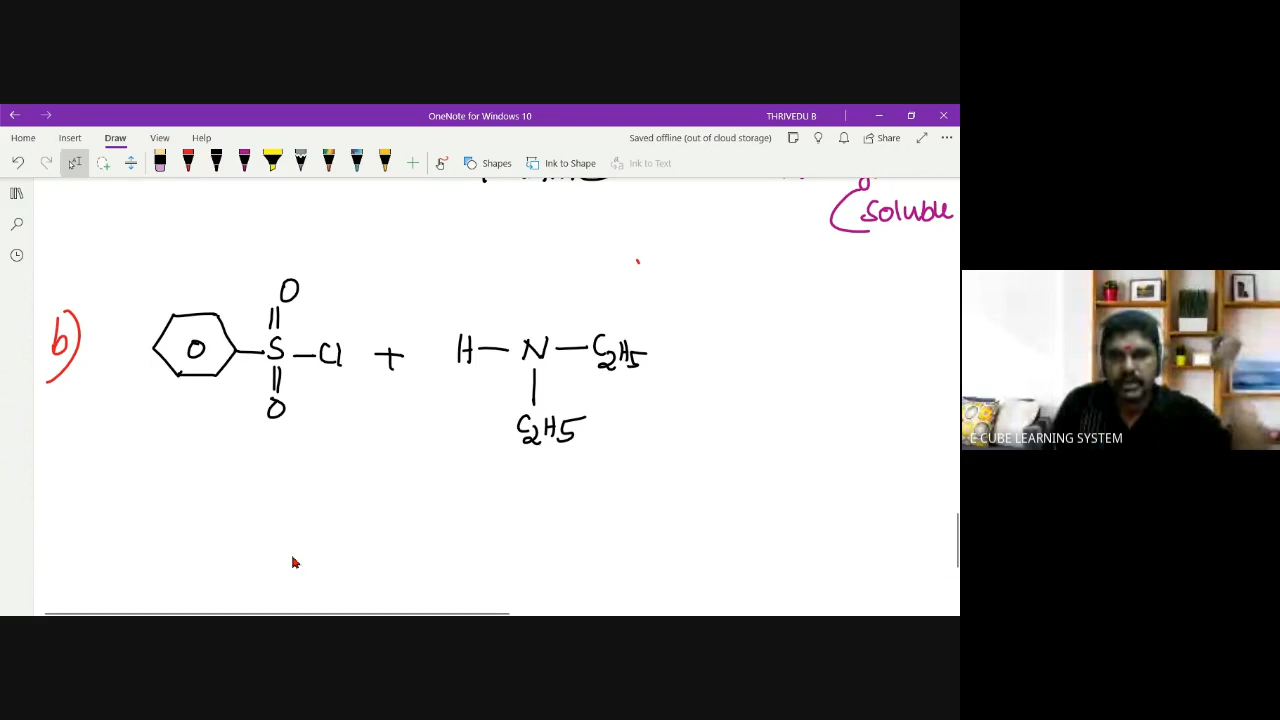 OneNote for Windows 10
THRIVEDU B
Home Insert Draw View Help
Saved offline (out of cloud storage)
Share
Shapes
Ink to Shape
Ink to Text
soluble
b)
O
S
Cl
+
H
N
C2H5
O
C2H5
E CUBE LEARNING SYSTEM